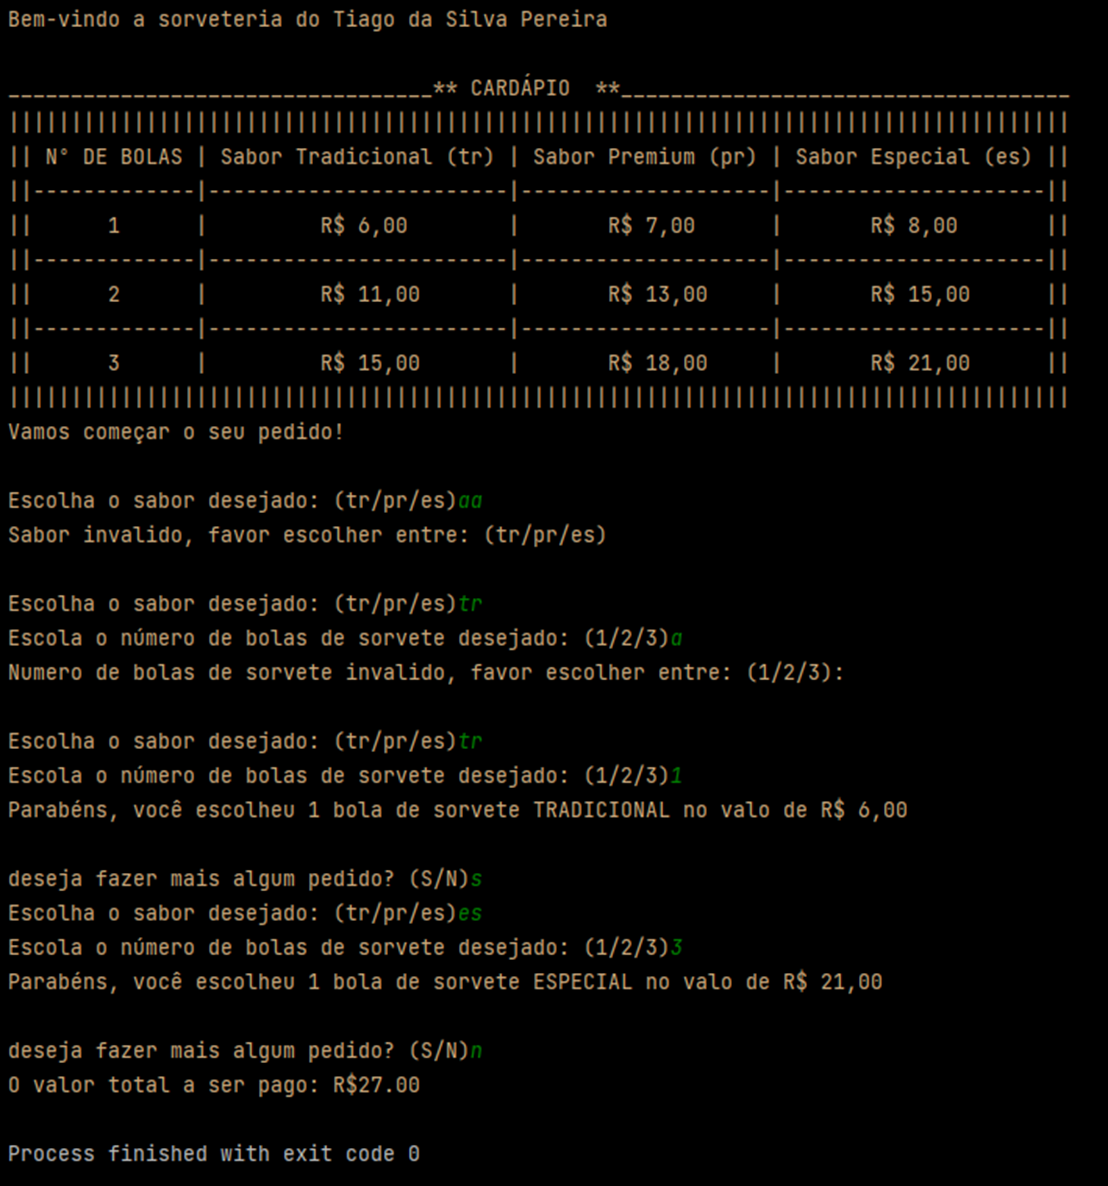 Bem-vindo a sorveteria do Tiago da Silva Pereira
__________________________________** CARDÁPIO  **____________________________________
|||||||||||||||||||||||||||||||||||||||||||||||||||||||||||||||||||||||||||||||||||||
|| N° DE BOLAS | Sabor Tradicional (tr) | Sabor Premium (pr) | Sabor Especial (es) ||
||-------------|------------------------|--------------------|---------------------||
||      1      |         R$ 6,00        |       R$ 7,00      |       R$ 8,00       ||
||-------------|------------------------|--------------------|---------------------||
||      2      |         R$ 11,00       |       R$ 13,00     |       R$ 15,00      ||
||-------------|------------------------|--------------------|---------------------||
||      3      |         R$ 15,00       |       R$ 18,00     |       R$ 21,00      ||
|||||||||||||||||||||||||||||||||||||||||||||||||||||||||||||||||||||||||||||||||||||
Vamos começar o seu pedido!
Escolha o sabor desejado: (tr/pr/es)aa
Sabor invalido, favor escolher entre: (tr/pr/es)
Escolha o sabor desejado: (tr/pr/es)tr
Escola o número de bolas de sorvete desejado: (1/2/3)a
Numero de bolas de sorvete invalido, favor escolher entre: (1/2/3):
Escolha o sabor desejado: (tr/pr/es)tr
Escola o número de bolas de sorvete desejado: (1/2/3)1
Parabéns, você escolheu 1 bola de sorvete TRADICIONAL no valo de R$ 6,00
deseja fazer mais algum pedido? (S/N)s
Escolha o sabor desejado: (tr/pr/es)es
Escola o número de bolas de sorvete desejado: (1/2/3)3
Parabéns, você escolheu 1 bola de sorvete ESPECIAL no valo de R$ 21,00
deseja fazer mais algum pedido? (S/N)n
O valor total a ser pago: R$27.00
Process finished with exit code 0